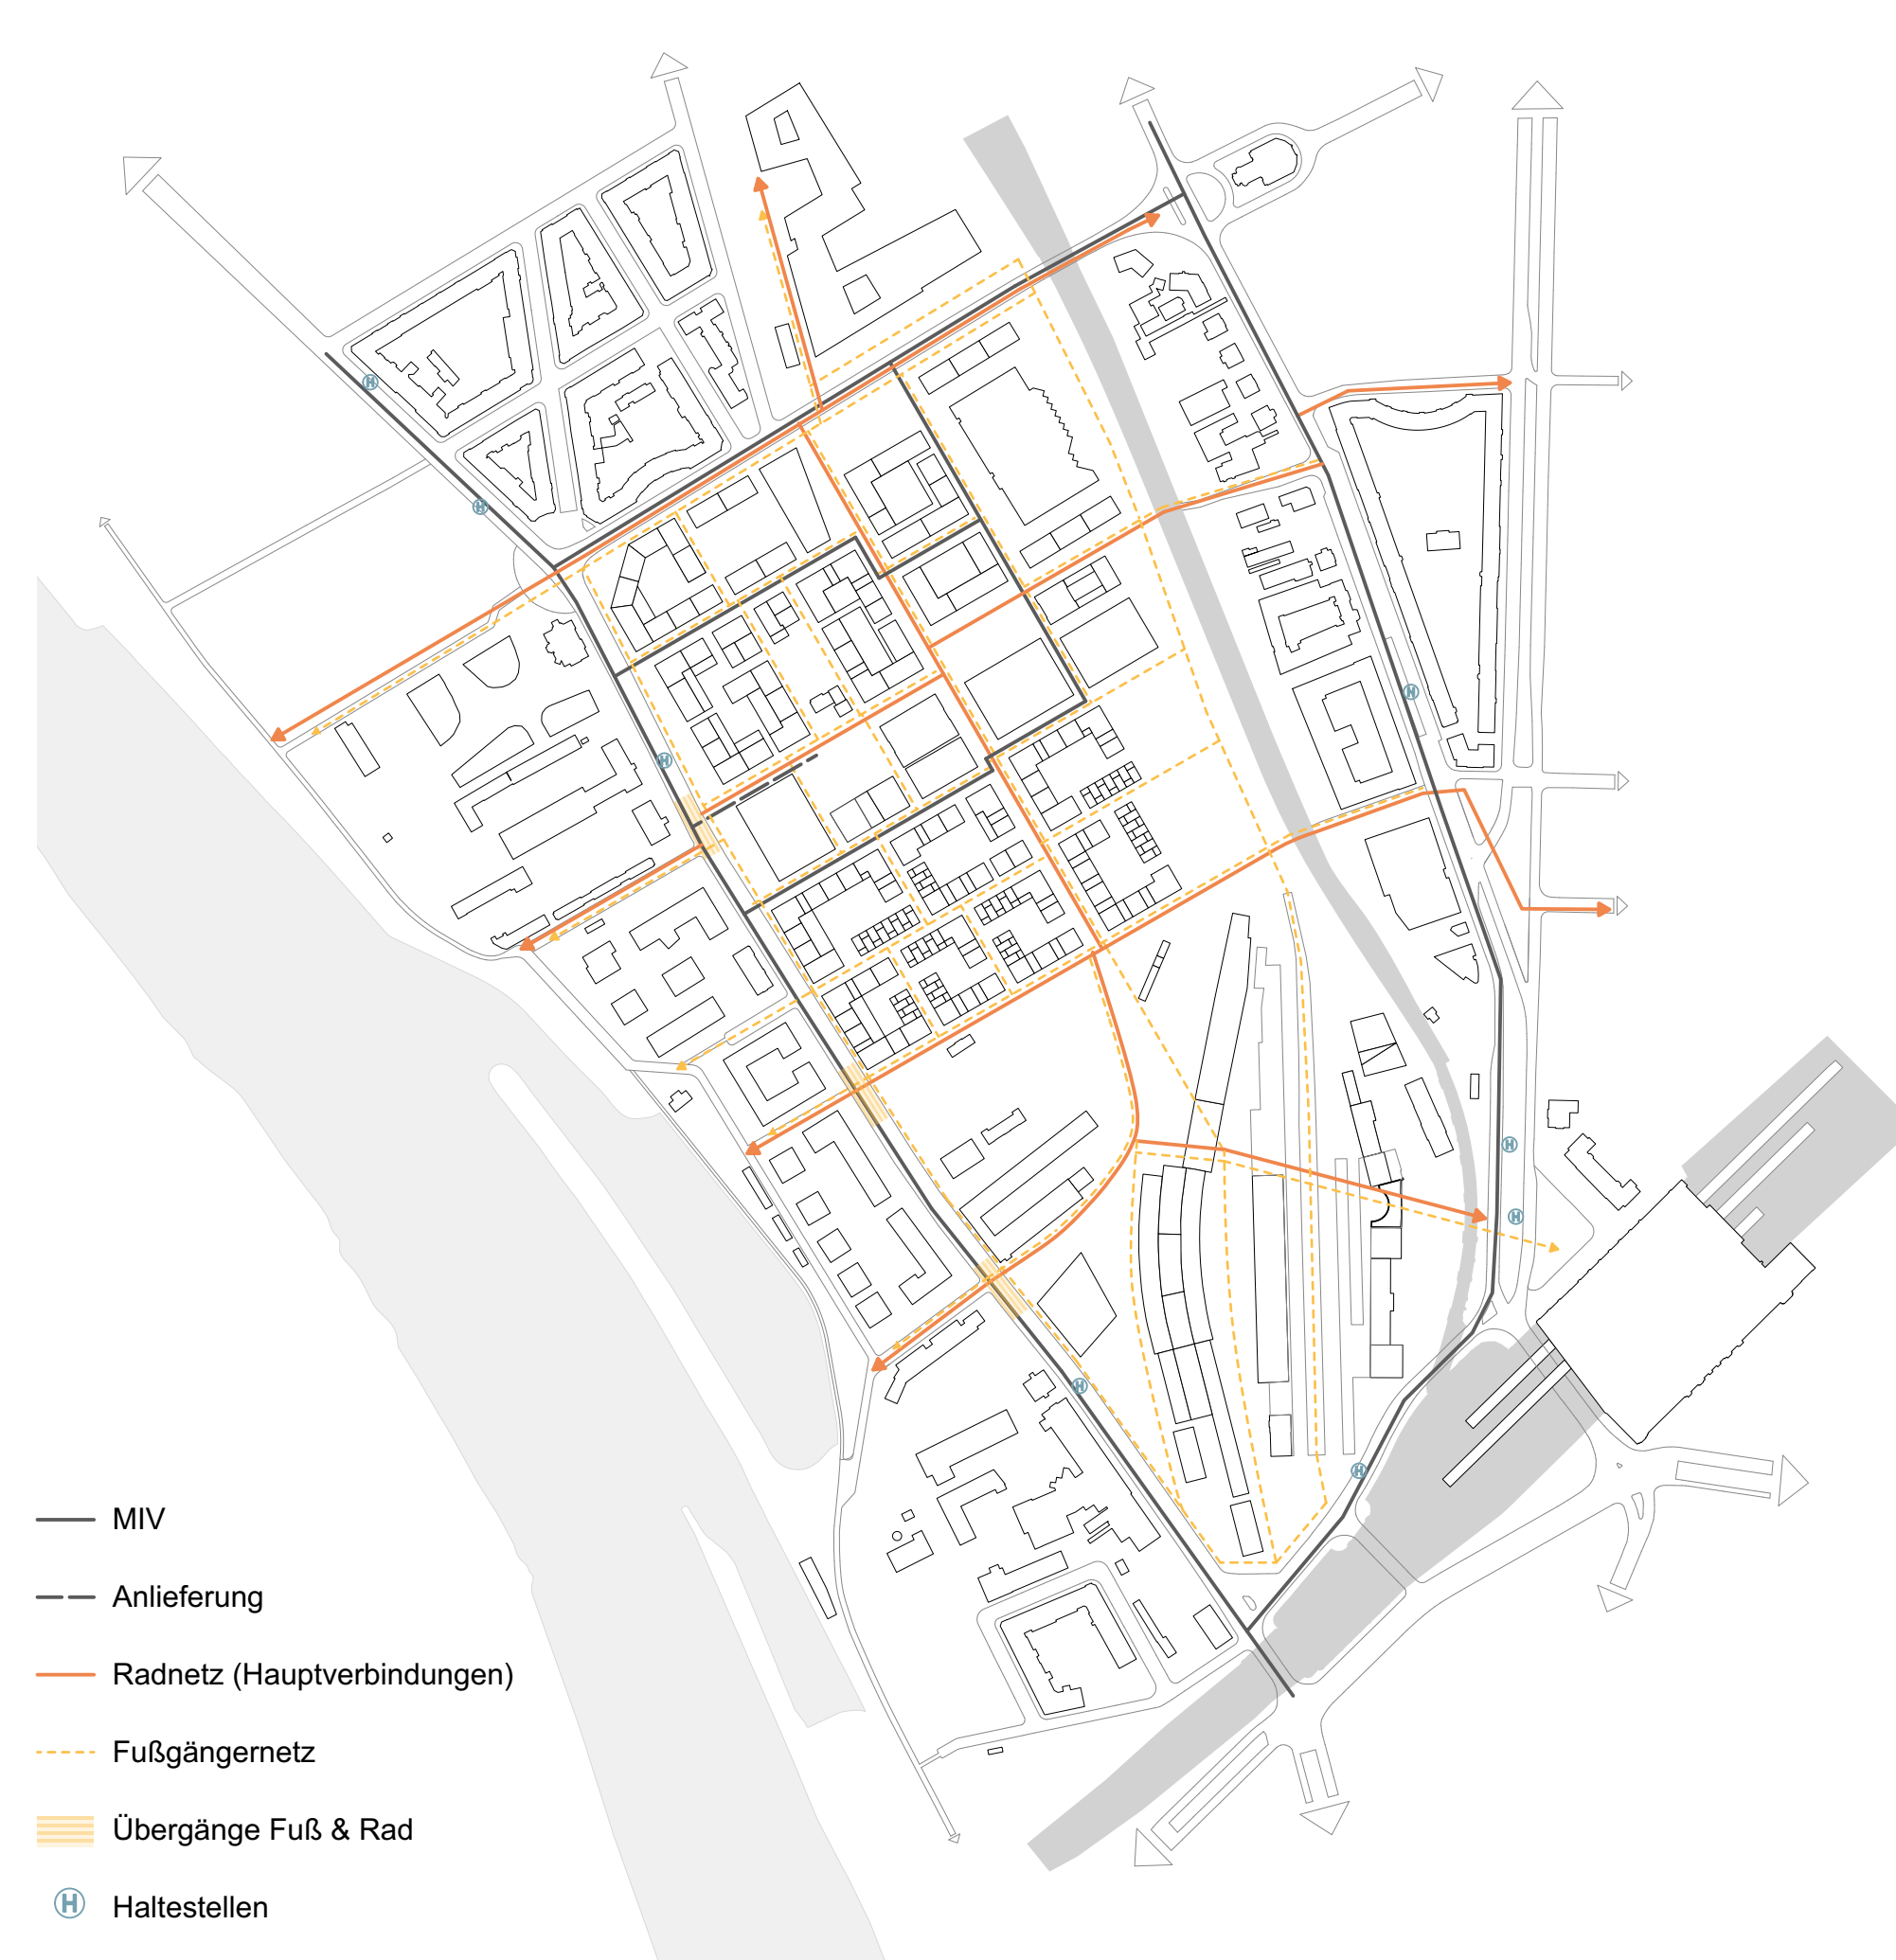 H
H
H
H
H
H
H
H
MIV
Anlieferung
Radnetz (Hauptverbindungen)
Fußgängernetz
Übergänge Fuß & Rad
H Haltestellen